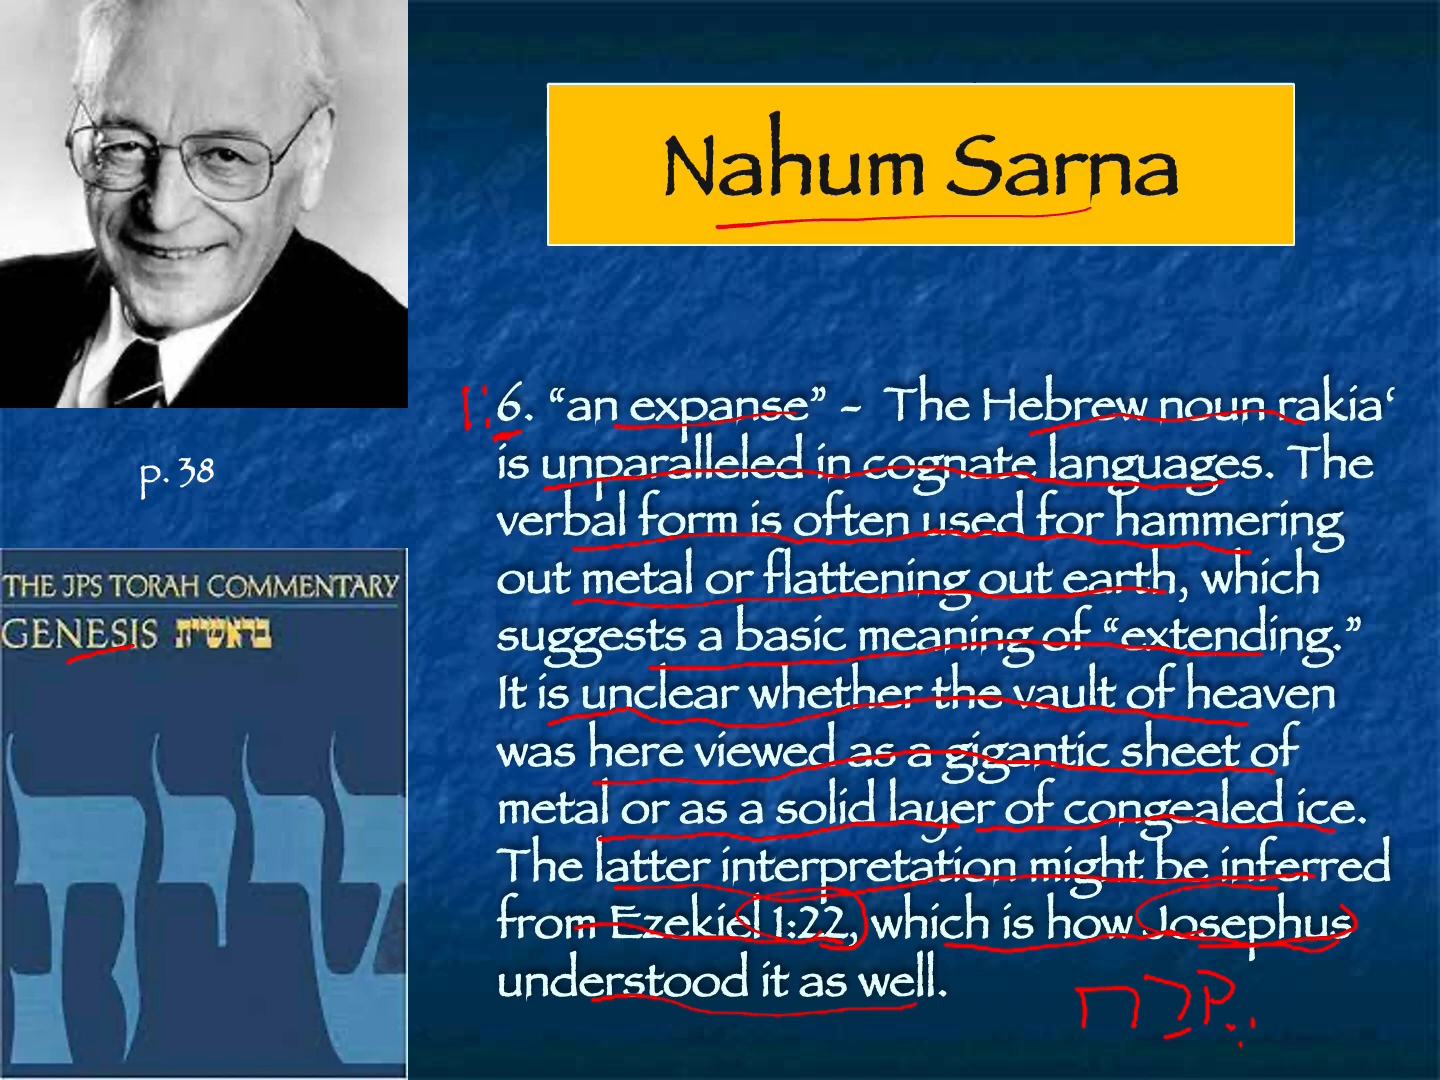 Nahum Sarna
p. 38
THE JPS TORAH COMMENTARY
GENESIS בראשית
1: 6. “an expanse” - The Hebrew noun rakia‘
is unparalleled in cognate languages. The
verbal form is often used for hammering
out metal or flattening out earth, which
suggests a basic meaning of “extending.”
It is unclear whether the vault of heaven
was here viewed as a gigantic sheet of
metal or as a solid layer of congealed ice.
The latter interpretation might be inferred
from Ezekiel 1:22, which is how Josephus
understood it as well.
קֶרַח